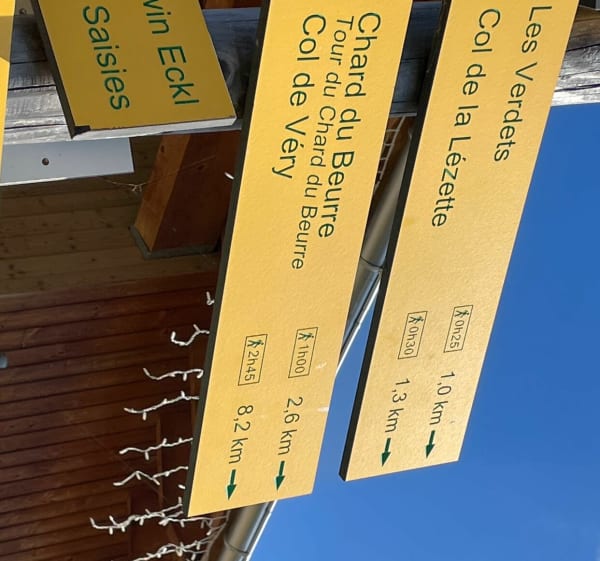 Les Verdets 0h25 1,0 km →
Col de la Lézette 0h30 1,3 km →
Chard du Beurre 1h00 2,6 km →
Tour du Chard du Beurre
Col de Véry 2h45 8,2 km →
vin Eckl
Saisies